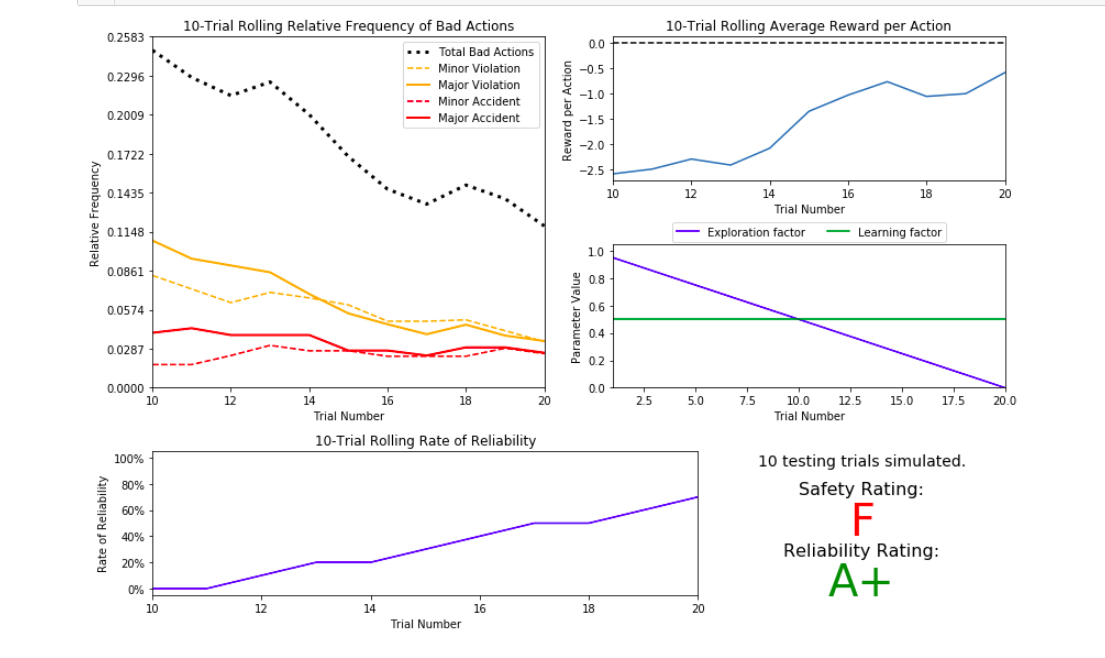 10-Trial Rolling Relative Frequency of Bad Actions
0.2583
0.2296
0.2009
0.1722
0.1435
0.1148
0.0861
0.0574
0.0287
0.0000
Relative Frequency
Total Bad Actions
Minor Violation
Major Violation
Minor Accident
Major Accident
10 12 14 16 18 20
Trial Number
10-Trial Rolling Average Reward per Action
0.0
−0.5
−1.0
−1.5
−2.0
−2.5
Reward per Action
10 12 14 16 18 20
Trial Number
Exploration factor Learning factor
1.0
0.8
0.6
0.4
0.2
0.0
Parameter Value
2.5 5.0 7.5 10.0 12.5 15.0 17.5 20.0
Trial Number
10-Trial Rolling Rate of Reliability
100%
80%
60%
40%
20%
0%
Rate of Reliability
10 12 14 16 18 20
Trial Number
10 testing trials simulated.
Safety Rating:
F
Reliability Rating:
A+